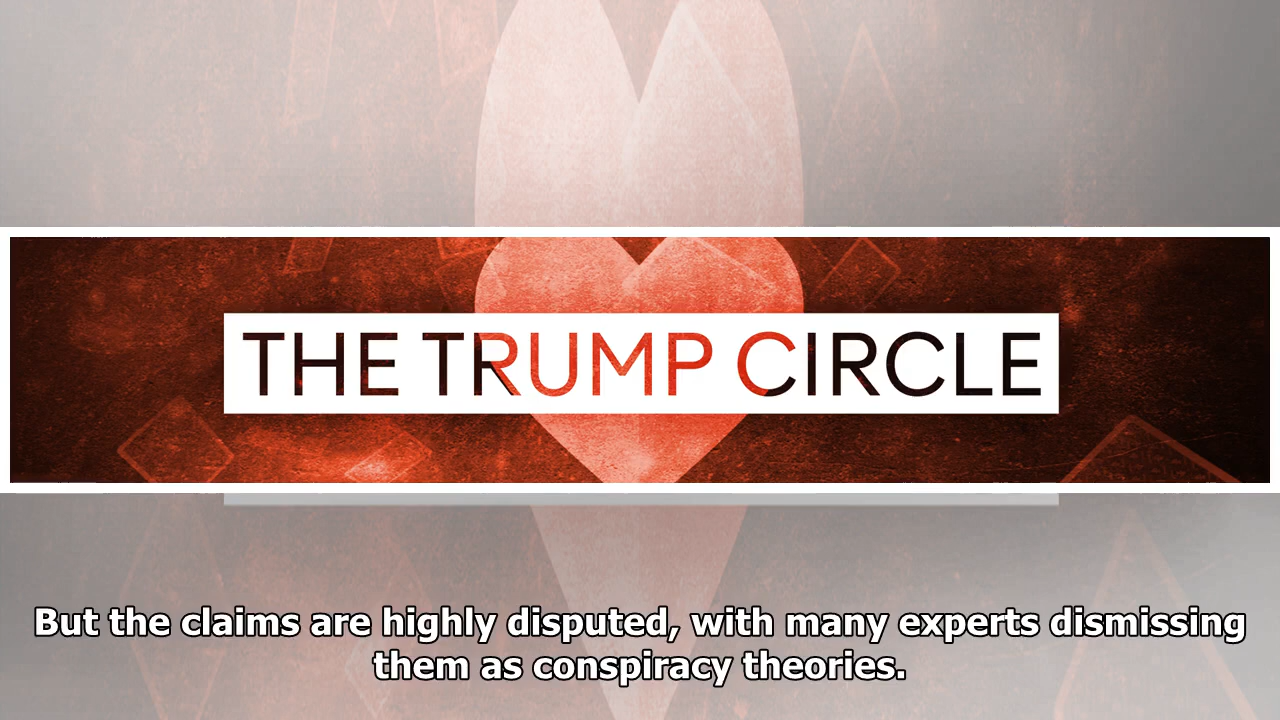 THE TRUMP CIRCLE
But the claims are highly disputed, with many experts dismissing
them as conspiracy theories.